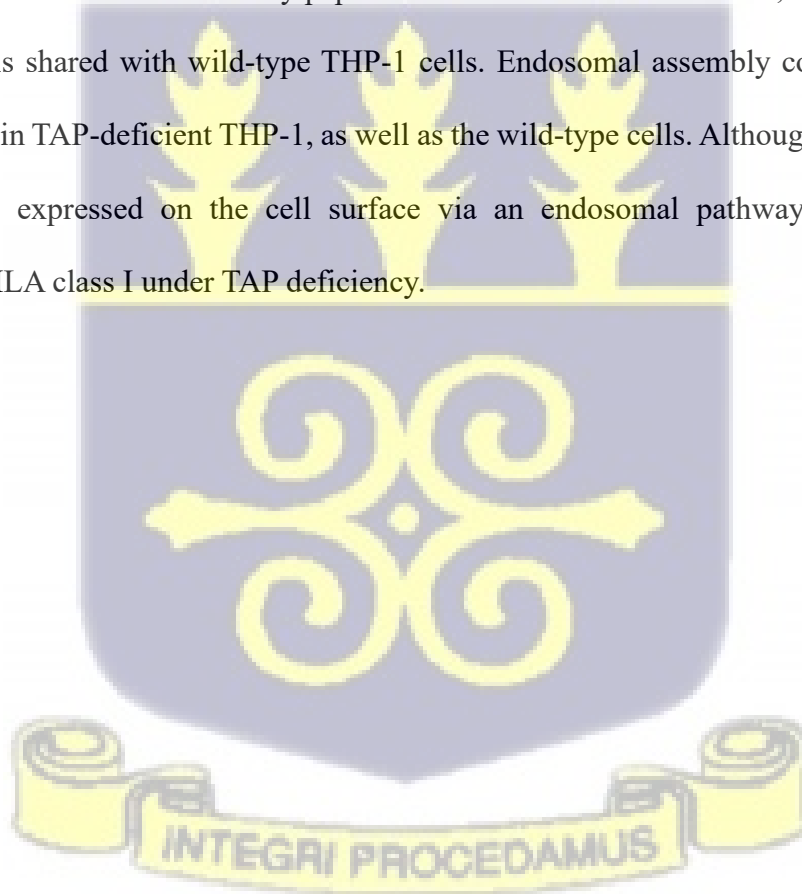 s shared with wild-type THP-1 cells. Endosomal assembly co
in TAP-deficient THP-1, as well as the wild-type cells. Althoug
expressed on the cell surface via an endosomal pathway
ILA class I under TAP deficiency.
INTEGRI PROCEDAMUS